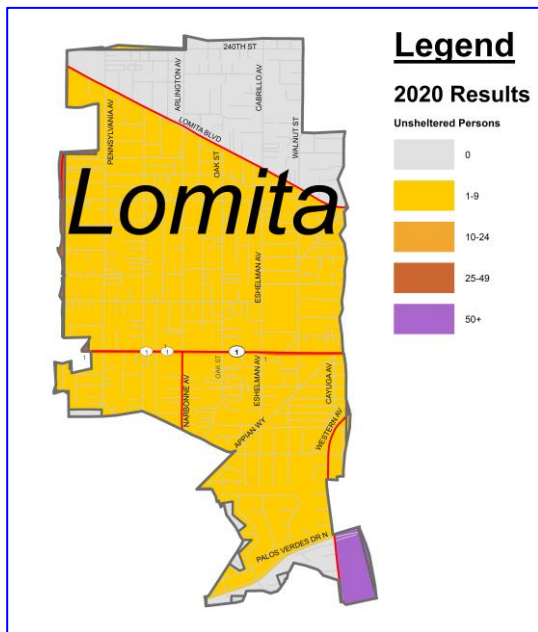 Legend
2020 Results
Unsheltered Persons
0
1-9
10-24
25-49
50+
240TH ST
ARLINGTON AV
CABRILLO AV
PENNSYLVANIA AV
LOMITA BLVD
WALNUT ST
OAK ST
Lomita
ESHELMAN AV
1
1
1
1
OAK ST
ESHELMAN AV
CAYUGA AV
NARBONNE AV
APPIAN WY
WESTERN AV
PALOS VERDES DR N